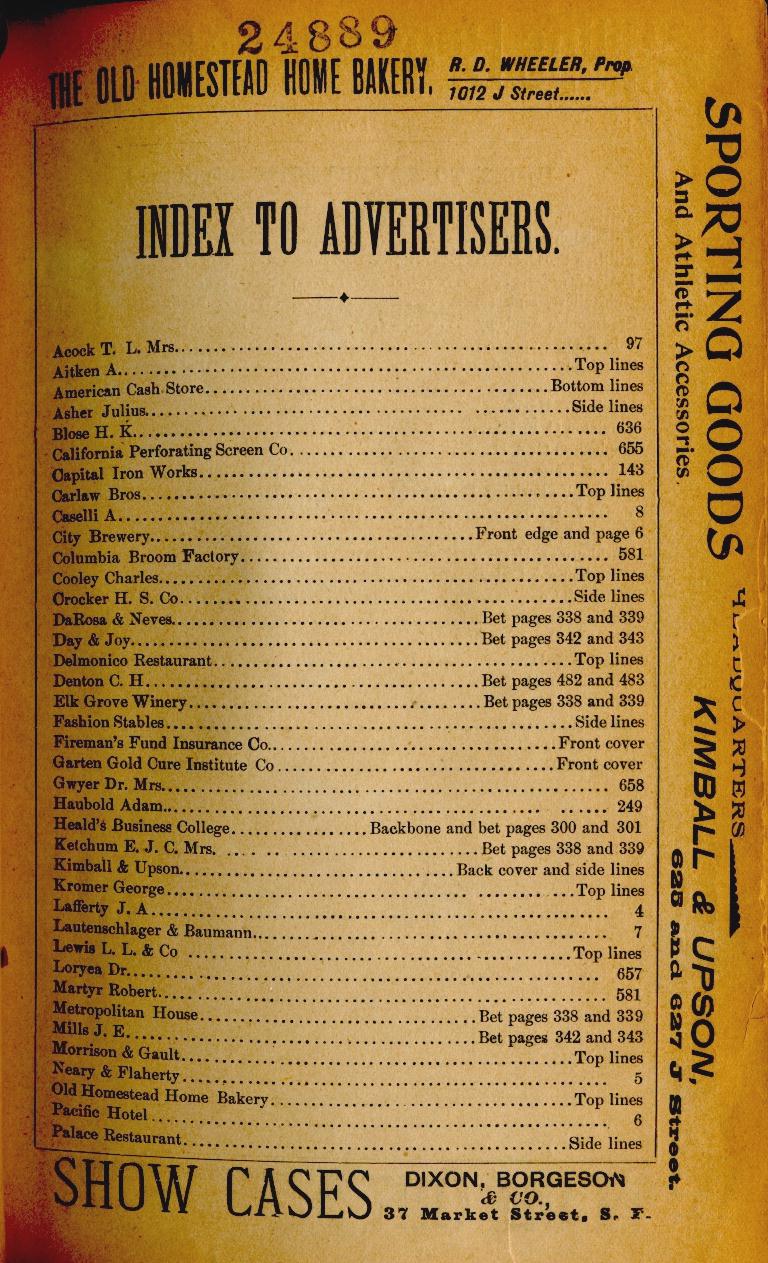 24889
THE OLD HOMESTEAD HOME BAKERY, R. D. WHEELER, Prop
1012 J Street......
INDEX TO ADVERTISERS.
Acock T. L. Mrs. 97
Aitken A. Top lines
American Cash Store. Bottom lines
Asher Julius. Side lines
Blose H. K. 636
California Perforating Screen Co. 655
Capital Iron Works. 143
Carlaw Bros. Top lines
Caselli A. 8
City Brewery. Front edge and page 6
Columbia Broom Factory. 581
Cooley Charles. Top lines
Crocker H. S. Co. Side lines
DaRosa & Neves. Bet pages 338 and 339
Day & Joy. Bet pages 342 and 343
Delmonico Restaurant. Top lines
Denton C. H. Bet pages 482 and 483
Elk Grove Winery. Bet pages 338 and 339
Fashion Stables. Side lines
Fireman's Fund Insurance Co. Front cover
Garten Gold Cure Institute Co. Front cover
Gwyer Dr. Mrs. 658
Haubold Adam. 249
Heald's Business College. Backbone and bet pages 300 and 301
Ketchum E. J. C. Mrs. Bet pages 338 and 339
Kimball & Upson. Back cover and side lines
Kromer George. Top lines
Lafferty J. A. 4
Lautenschlager & Baumann. 7
Lewis L. L. & Co. Top lines
Loryea Dr. 657
Martyr Robert. 581
Metropolitan House. Bet pages 338 and 339
Mills J. E. Bet pages 342 and 343
Morrison & Gault. Top lines
Neary & Flaherty. 5
Old Homestead Home Bakery. Top lines
Pacific Hotel. 6
Palace Restaurant. Side lines
SHOW CASES DIXON, BORGESON
& CO.,
37 Market Street, S. F.
SPORTING GOODS
And Athletic Accessories.
HEADQUARTERS
KIMBALL & UPSON,
625 and 627 J Street.